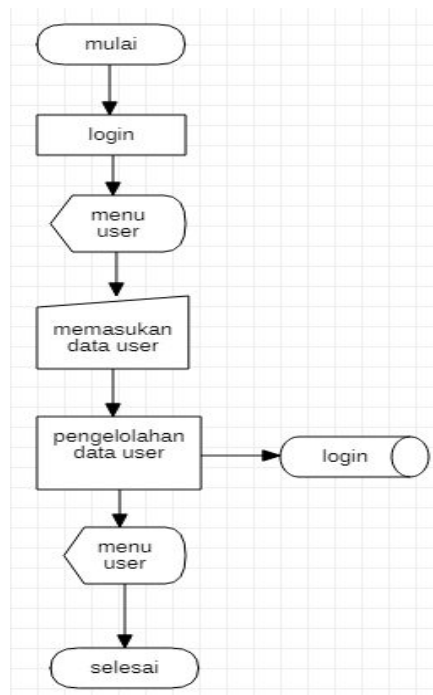 mulai
login
menu
user
memasukan
data user
pengelolahan
data user
login
menu
user
selesai